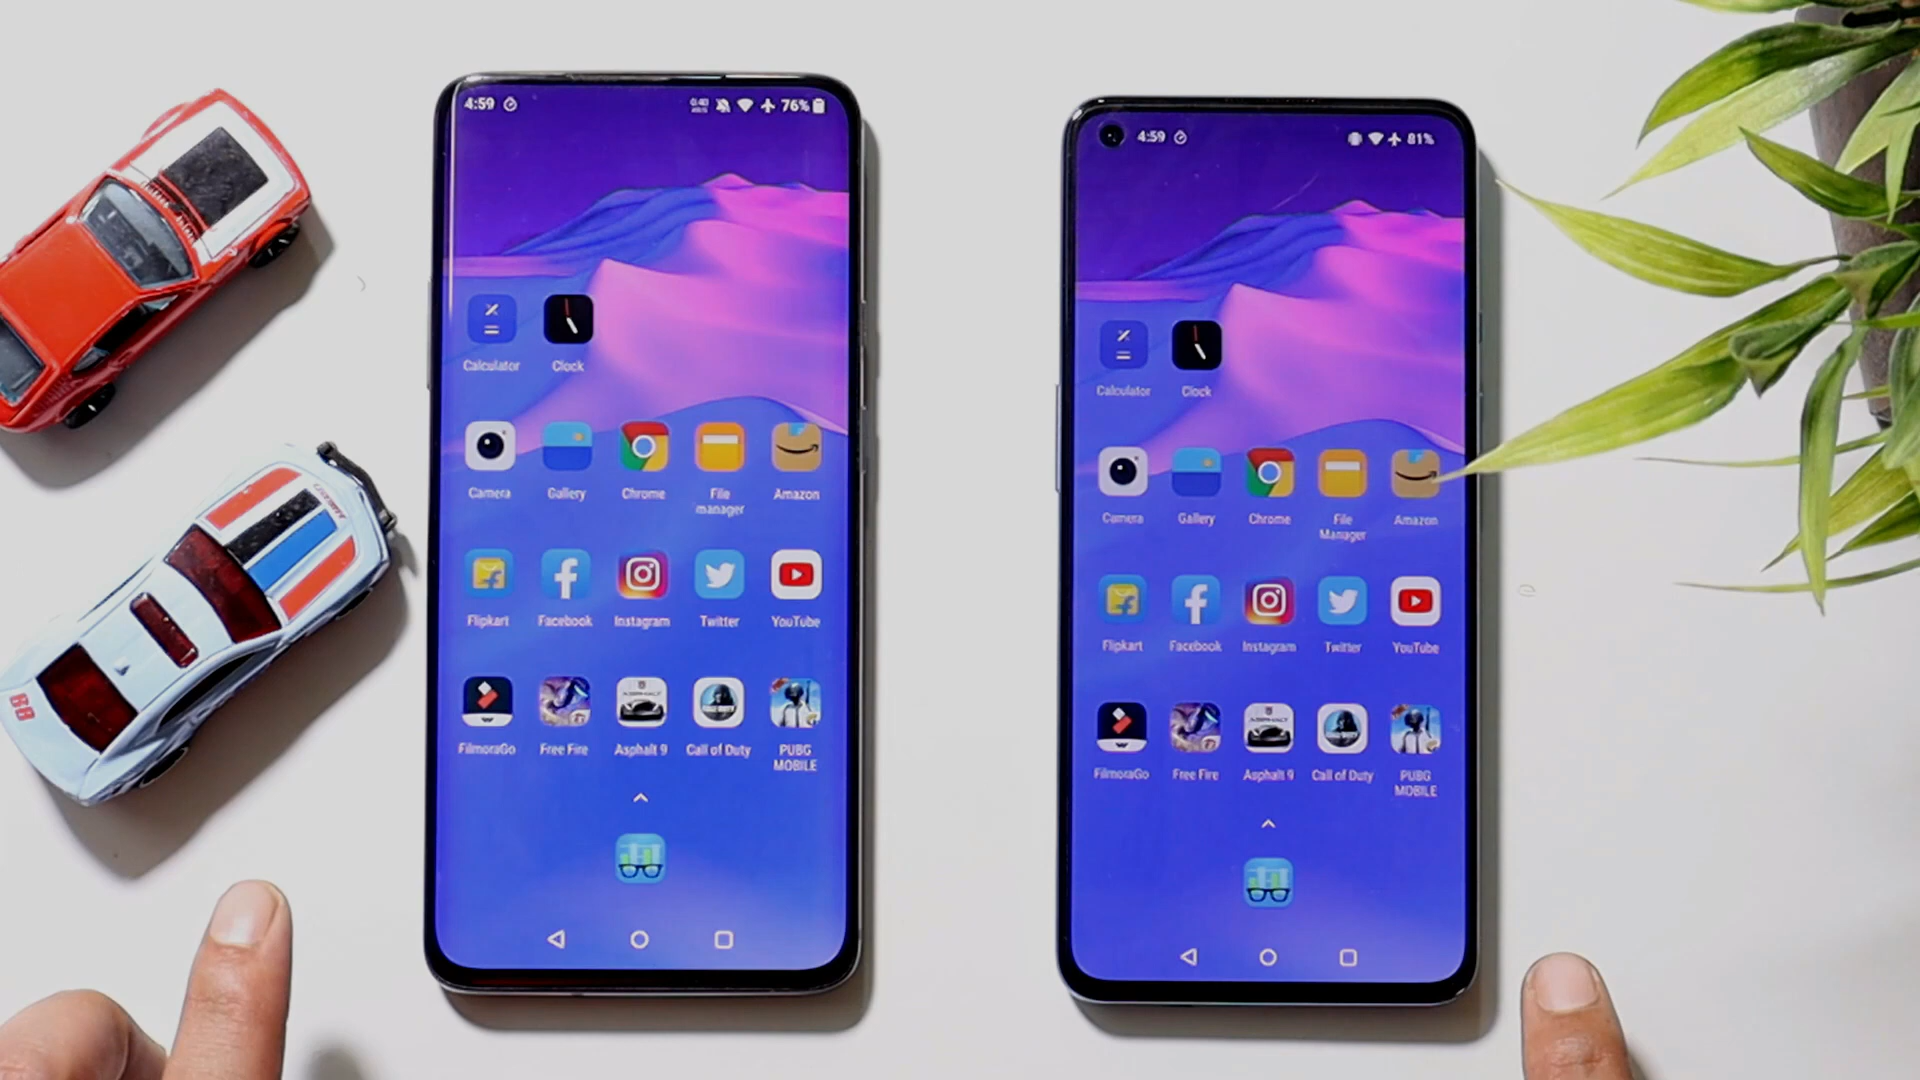 4:59
0:40
76%
Calculator
Clock
Camera
Gallery
Chrome
File
manager
Amazon
Flipkart
Facebook
Instagram
Twitter
YouTube
FilmoraGo
Free Fire
Asphalt 9
Call of Duty
PUBG
MOBILE
4:59
81%
Calculator
Clock
Camera
Gallery
Chrome
File
Manager
Amazon
Flipkart
Facebook
Instagram
Twitter
YouTube
FilmoraGo
Free Fire
Asphalt 9
Call of Duty
PUBG
MOBILE